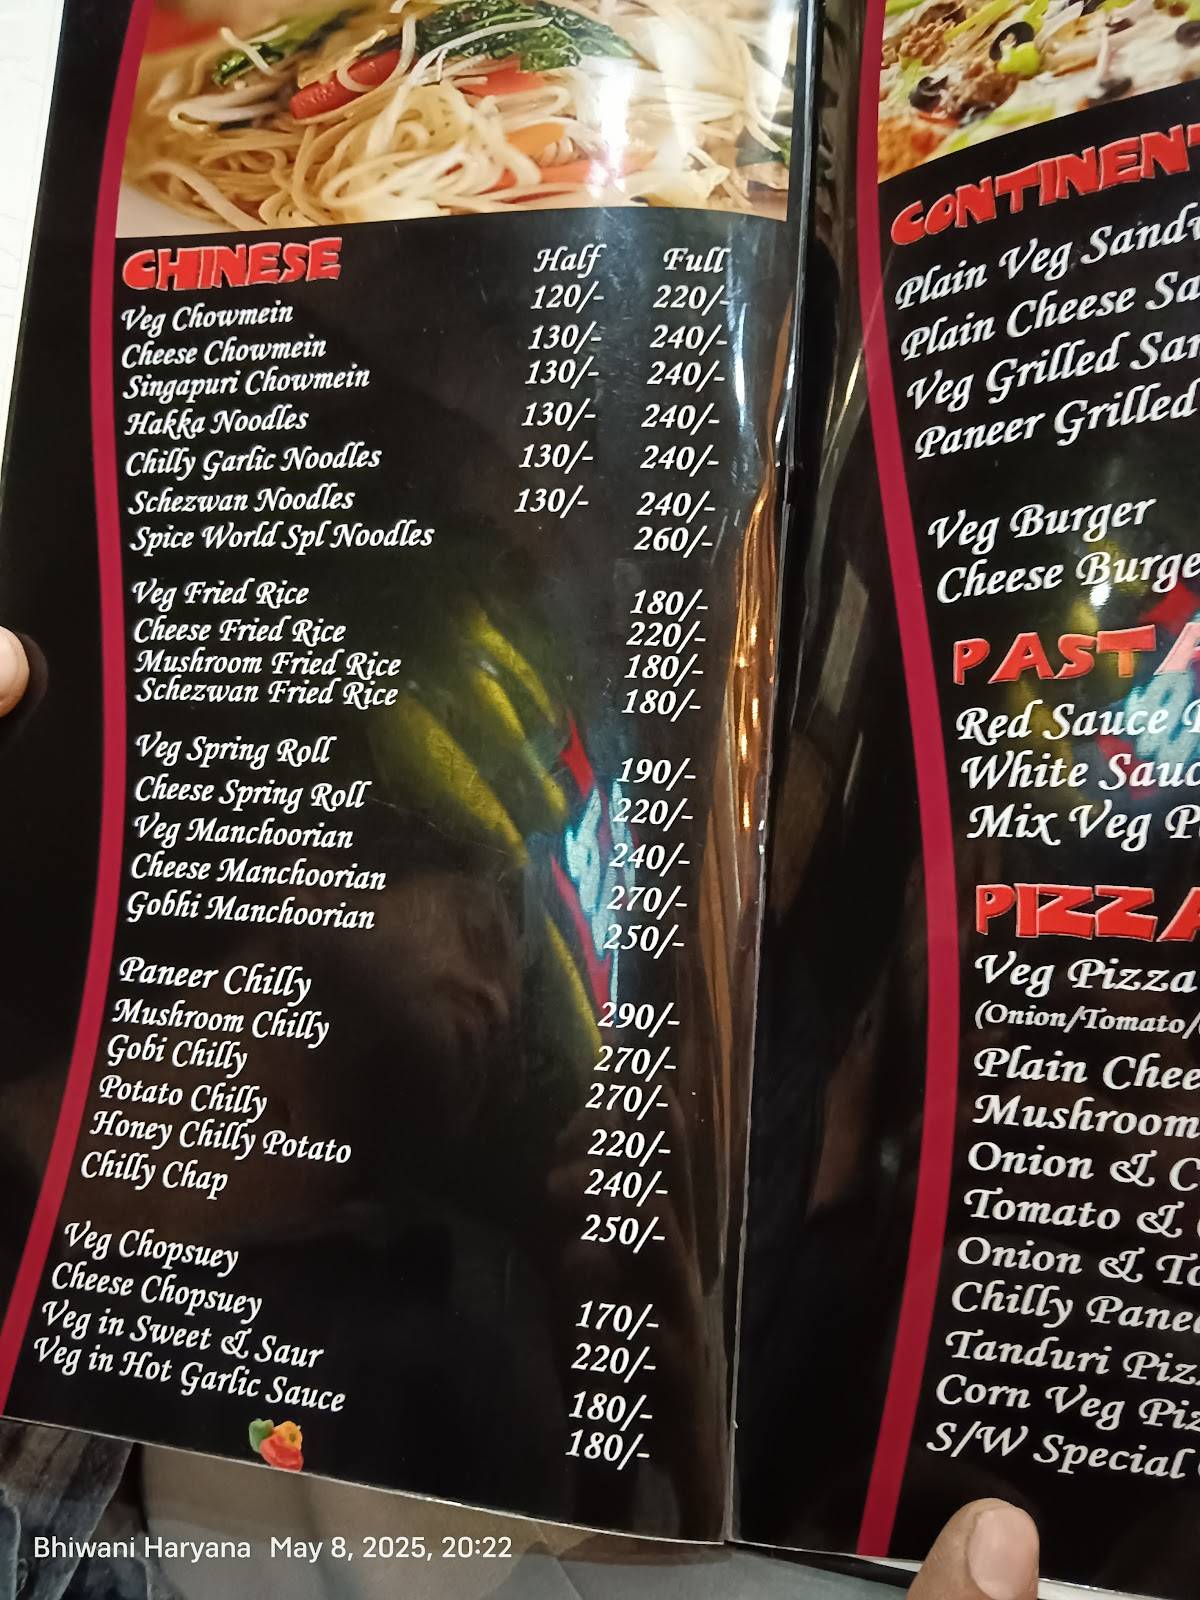 CHINESE Half Full
Veg Chowmein 120/- 220/-
Cheese Chowmein 130/- 240/-
Singapuri Chowmein 130/- 240/-
Hakka Noodles 130/- 240/-
Chilly Garlic Noodles 130/- 240/-
Schezwan Noodles 130/- 240/-
Spice World Spl Noodles 260/-
Veg Fried Rice 180/-
Cheese Fried Rice 220/-
Mushroom Fried Rice 180/-
Schezwan Fried Rice 180/-
Veg Spring Roll 190/-
Cheese Spring Roll 220/-
Veg Manchoorian 240/-
Cheese Manchoorian 270/-
Gobhi Manchoorian 250/-
Paneer Chilly 290/-
Mushroom Chilly 270/-
Gobi Chilly 270/-
Potato Chilly 220/-
Honey Chilly Potato 240/-
Chilly Chap 250/-
Veg Chopsuey 170/-
Cheese Chopsuey 220/-
Veg in Sweet & Saur 180/-
Veg in Hot Garlic Sauce 180/-
CONTINENT
Plain Veg Sandw
Plain Cheese Sa
Veg Grilled San
Paneer Grilled
Veg Burger
Cheese Burge
PASTA
Red Sauce
White Sauc
Mix Veg P
PIZZA
Veg Pizza
(Onion/Tomato/
Plain Chee
Mushroom
Onion & C
Tomato &
Onion & To
Chilly Panee
Tanduri Piz
Corn Veg Piz
S/W Special
Bhiwani Haryana May 8, 2025, 20:22